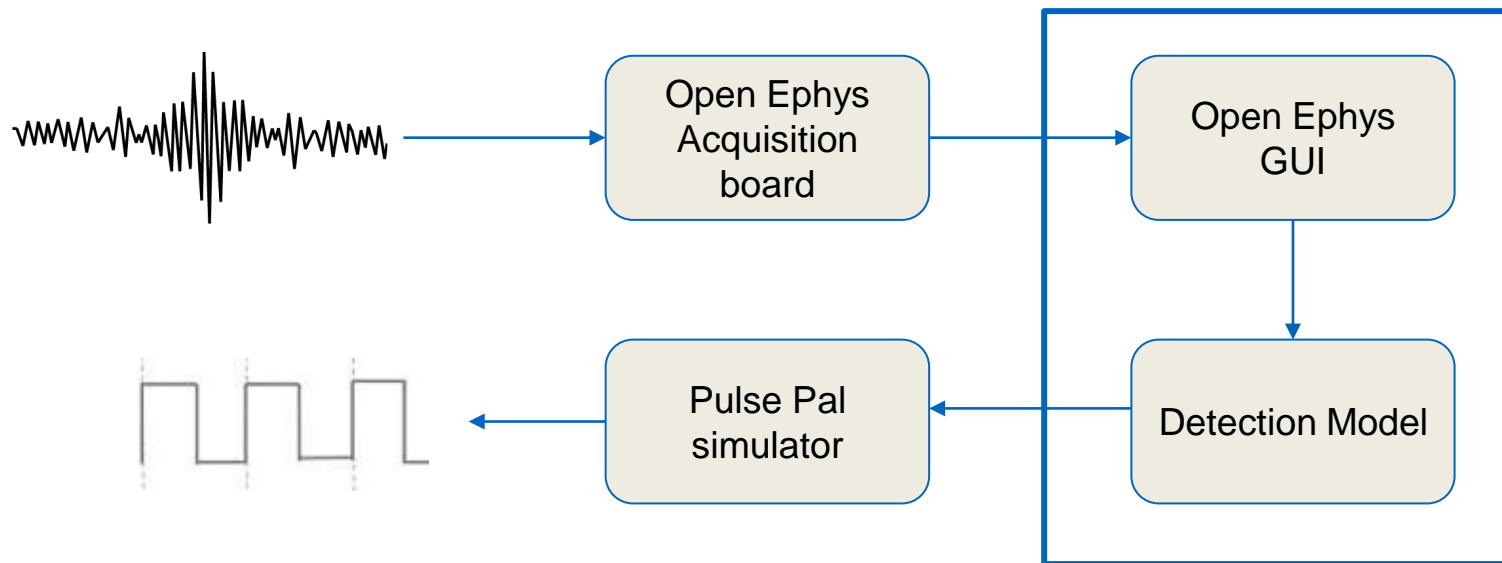 Open Ephys
Acquisition
board
Open Ephys
GUI
Pulse Pal
simulator
Detection Model